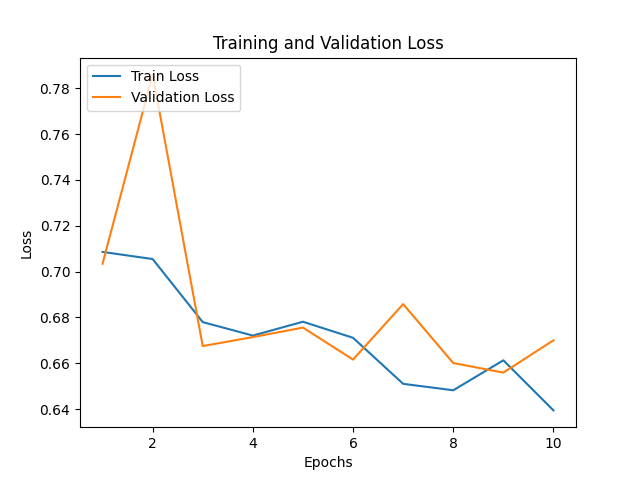 Training and Validation Loss
Train Loss
Validation Loss
0.78
0.76
0.74
0.72
0.70
0.68
0.66
0.64
Loss
2
4
6
8
10
Epochs